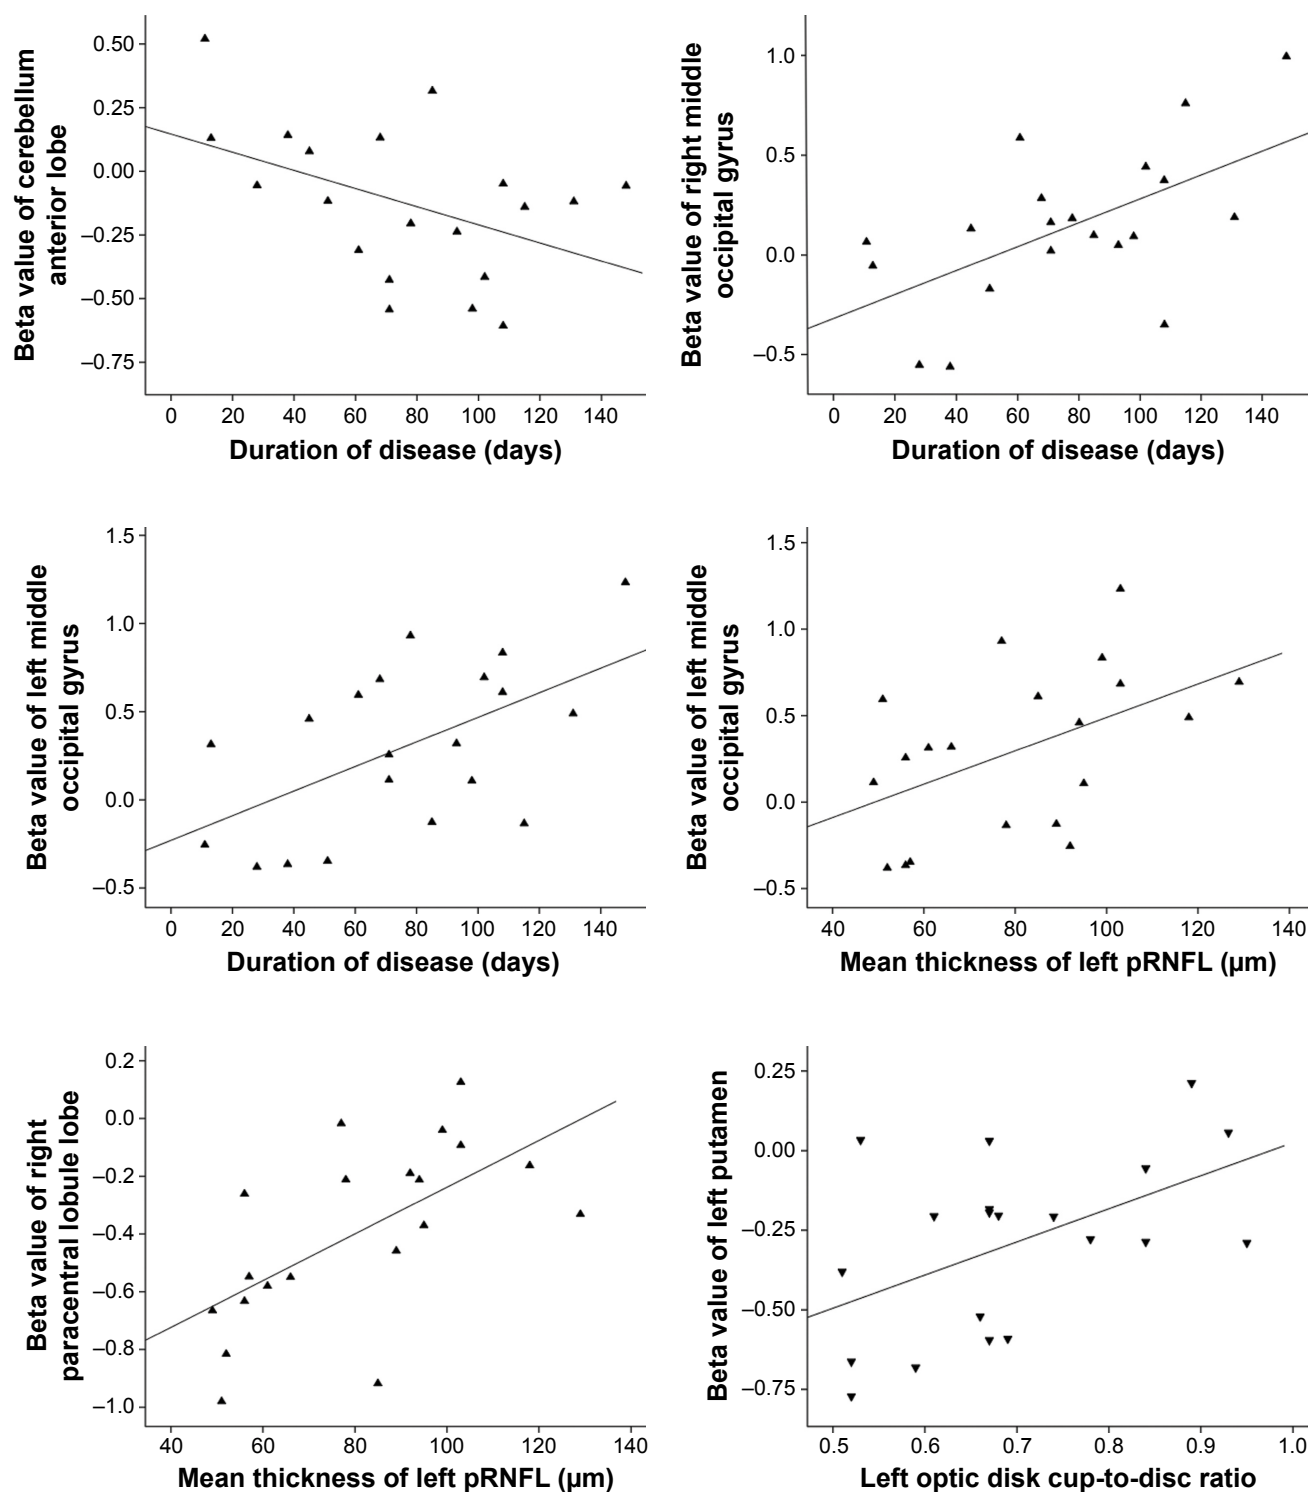 Beta value of cerebellum
anterior lobe
0.50
0.25
0.00
–0.25
–0.50
–0.75
0 20 40 60 80 100 120 140
Duration of disease (days)
Beta value of right middle
occipital gyrus
1.0
0.5
0.0
–0.5
0 20 40 60 80 100 120 140
Duration of disease (days)
Beta value of left middle
occipital gyrus
1.5
1.0
0.5
0.0
–0.5
0 20 40 60 80 100 120 140
Duration of disease (days)
Beta value of left middle
occipital gyrus
1.5
1.0
0.5
0.0
–0.5
40 60 80 100 120 140
Mean thickness of left pRNFL (µm)
Beta value of right
paracentral lobule lobe
0.2
0.0
–0.2
–0.4
–0.6
–0.8
–1.0
40 60 80 100 120 140
Mean thickness of left pRNFL (µm)
Beta value of left putamen
0.25
0.00
–0.25
–0.50
–0.75
0.5 0.6 0.7 0.8 0.9 1.0
Left optic disk cup-to-disc ratio